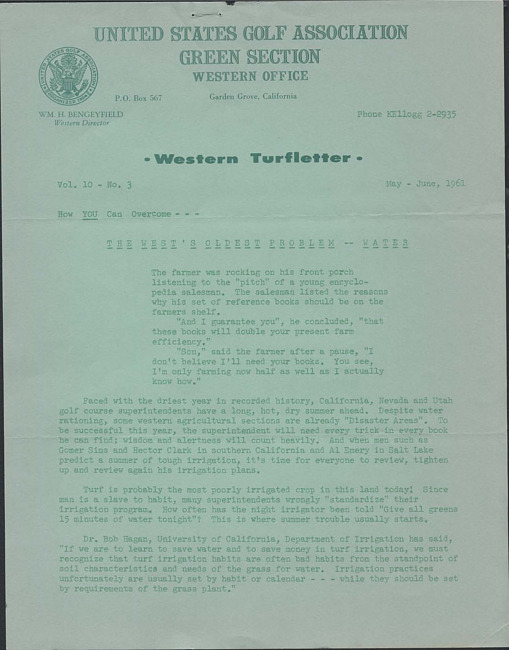 UNITED STATES GOLF ASSOCIATION
GREEN SECTION
WESTERN OFFICE
P.O. Box 567
Garden Grove, California
WM. H. BENGEYFIELD
Western Director
Phone KEllogg 2-2935
• Western Turfletter •
Vol. 10 - No. 3
May - June, 1961
How YOU Can Overcome - - -
THE WEST'S OLDEST PROBLEM -- WATER
The farmer was rocking on his front porch
listening to the "pitch" of a young encyclo-
pedia salesman. The salesman listed the reasons
why his set of reference books should be on the
farmers shelf.
"And I guarantee you", he concluded, "that
these books will double your present farm
efficiency."
"Son," said the farmer after a pause, "I
don't believe I'll need your books. You see,
I'm only farming now half as well as I actually
know how."
Faced with the driest year in recorded history, California, Nevada and Utah
golf course superintendents have a long, hot, dry summer ahead. Despite water
rationing, some western agricultural sections are already "Disaster Areas". To
be successful this year, the superintendent will need every trick in every book
he can find; wisdom and alertness will count heavily. And when men such as
Gomer Sims and Hector Clark in southern California and Al Emery in Salt Lake
predict a summer of tough irrigation, it's time for everyone to review, tighten
up and review again his irrigation plans.
Turf is probably the most poorly irrigated crop in this land today! Since
man is a slave to habit, many superintendents wrongly "standardize" their
irrigation program. How often has the night irrigator been told "Give all greens
15 minutes of water tonight"? This is where summer trouble usually starts.
Dr. Bob Hagan, University of California, Department of Irrigation has said,
"If we are to learn to save water and to save money in turf irrigation, we must
recognize that turf irrigation habits are often bad habits from the standpoint of
soil characteristics and needs of the grass for water. Irrigation practices
unfortunately are usually set by habit or calendar - - - while they should be set
by requirements of the grass plant."